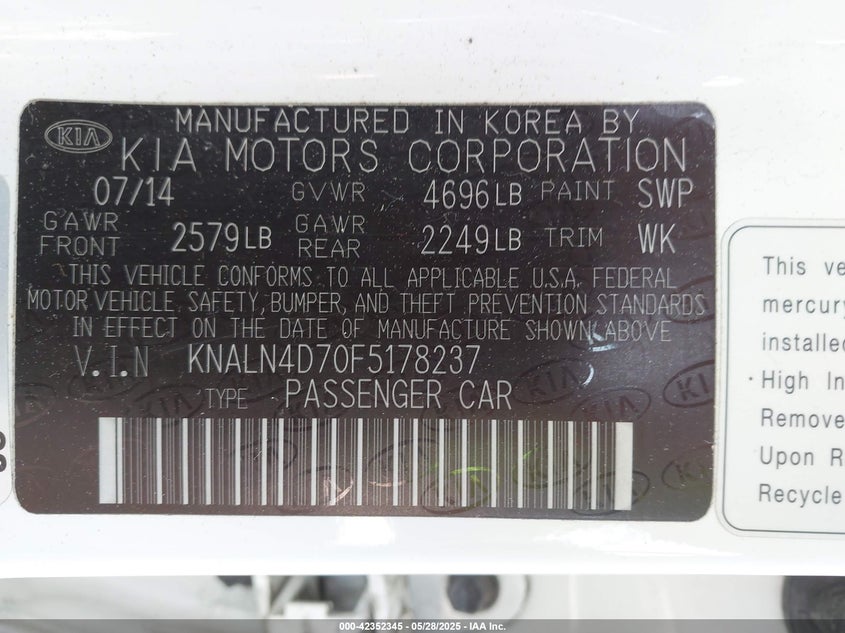 KIA
MANUFACTURED IN KOREA BY
KIA MOTORS CORPORATION
07/14 GVWR 4696LB PAINT SWP
GAWR FRONT 2579LB GAWR REAR 2249LB TRIM WK
THIS VEHICLE CONFORMS TO ALL APPLICABLE U.S.A. FEDERAL
MOTOR VEHICLE, SAFETY, BUMPER, AND THEFT PREVENTION STANDARDS
IN EFFECT ON THE DATE OF MANUFACTURE SHOWN ABOVE
V.I.N KNALN4D70F5178237
TYPE PASSENGER CAR
This ve
mercury
installed
·High In
Remove
Upon R
Recycle
000-42352345 - 05/28/2025 - IAA Inc.